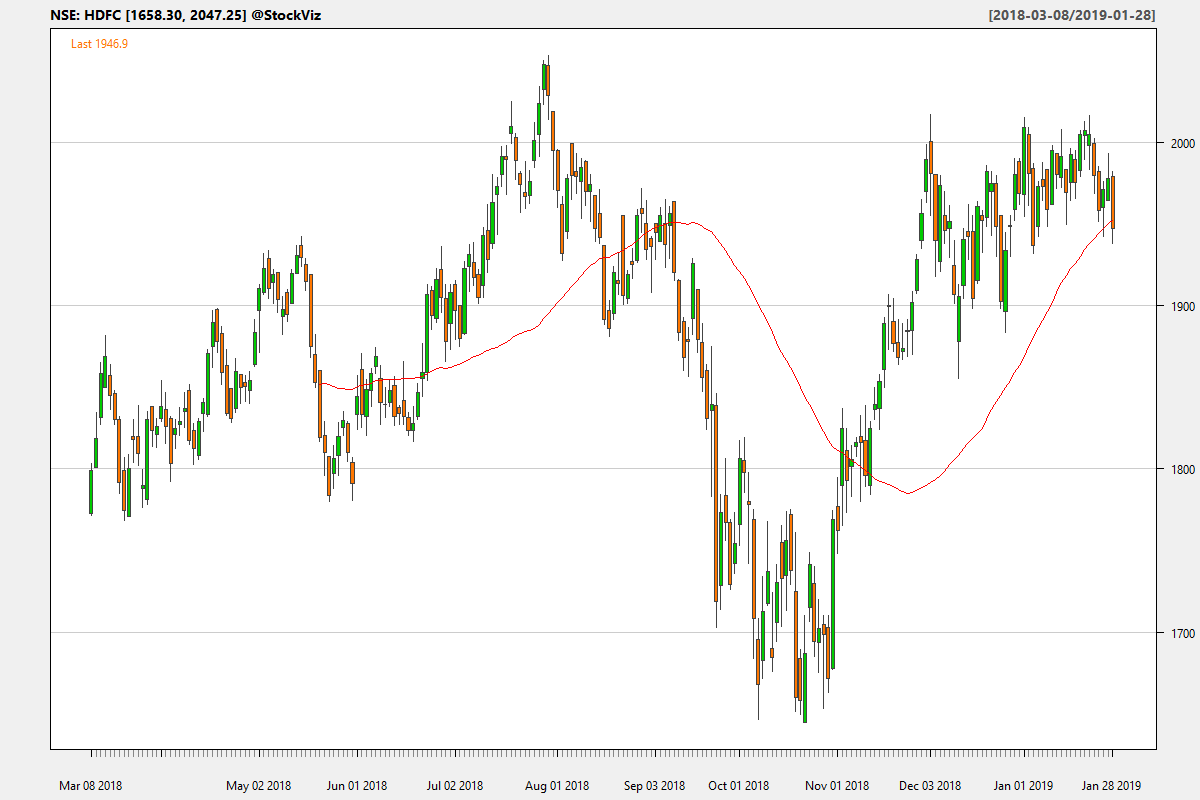 NSE: HDFC [1658.30, 2047.25] @StockViz [2018-03-08/2019-01-28]
Last 1946.9
2000
1900
1800
1700
Mar 08 2018 May 02 2018 Jun 01 2018 Jul 02 2018 Aug 01 2018 Sep 03 2018 Oct 01 2018 Nov 01 2018 Dec 03 2018 Jan 01 2019 Jan 28 2019